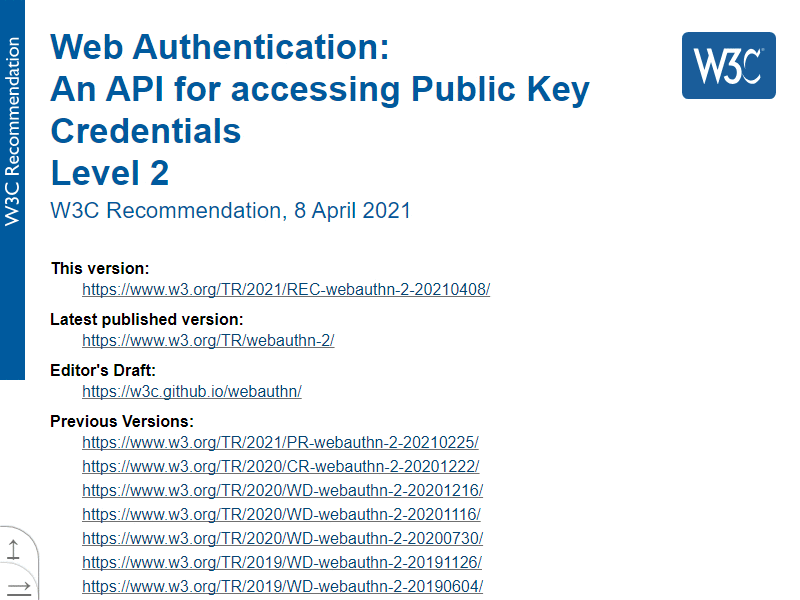 W3C Recommendation
Web Authentication:
An API for accessing Public Key
Credentials
Level 2
W3C
W3C Recommendation, 8 April 2021
This version:
https://www.w3.org/TR/2021/REC-webauthn-2-20210408/
Latest published version:
https://www.w3.org/TR/webauthn-2/
Editor's Draft:
https://w3c.github.io/webauthn/
Previous Versions:
https://www.w3.org/TR/2021/PR-webauthn-2-20210225/
https://www.w3.org/TR/2020/CR-webauthn-2-20201222/
https://www.w3.org/TR/2020/WD-webauthn-2-20201216/
https://www.w3.org/TR/2020/WD-webauthn-2-20201116/
https://www.w3.org/TR/2020/WD-webauthn-2-20200730/
https://www.w3.org/TR/2019/WD-webauthn-2-20191126/
https://www.w3.org/TR/2019/WD-webauthn-2-20190604/